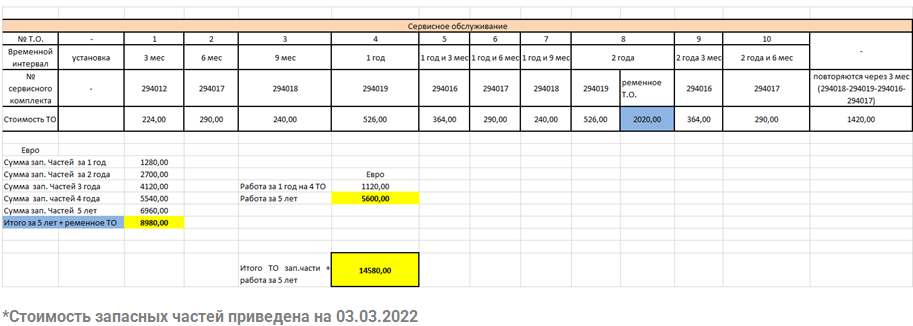 Сервисное обслуживание
№ Т.О. - 1 2 3 4 5 6 7 8 9 10 -
Временной интервал установка 3 мес 6 мес 9 мес 1 год 1 год и 3 мес 1 год и 6 мес 1 год и 9 мес 2 года 2 года 3 мес 2 года и 6 мес
№ сервисного комплекта - 294012 294017 294018 294019 294016 294017 294018 294019 ременное Т.О. 294016 294017 повторяются через 3 мес (294018-294019-294016-294017)
Стоимость ТО 224,00 290,00 240,00 526,00 364,00 290,00 240,00 526,00 2020,00 364,00 290,00 1420,00
Евро
Сумма зап. Частей за 1 год 1280,00
Сумма зап. Частей за 2 года 2700,00 Евро
Сумма зап. Частей 3 года 4120,00 Работа за 1 год на 4 ТО 1120,00
Сумма зап. частей 4 года 5540,00 Работа за 5 лет 5600,00
Сумма зап. Частей 5 лет 6960,00
Итого за 5 лет + ременное ТО 8980,00
Итого ТО зап.части +
работа за 5 лет 14580,00
*Стоимость запасных частей приведена на 03.03.2022